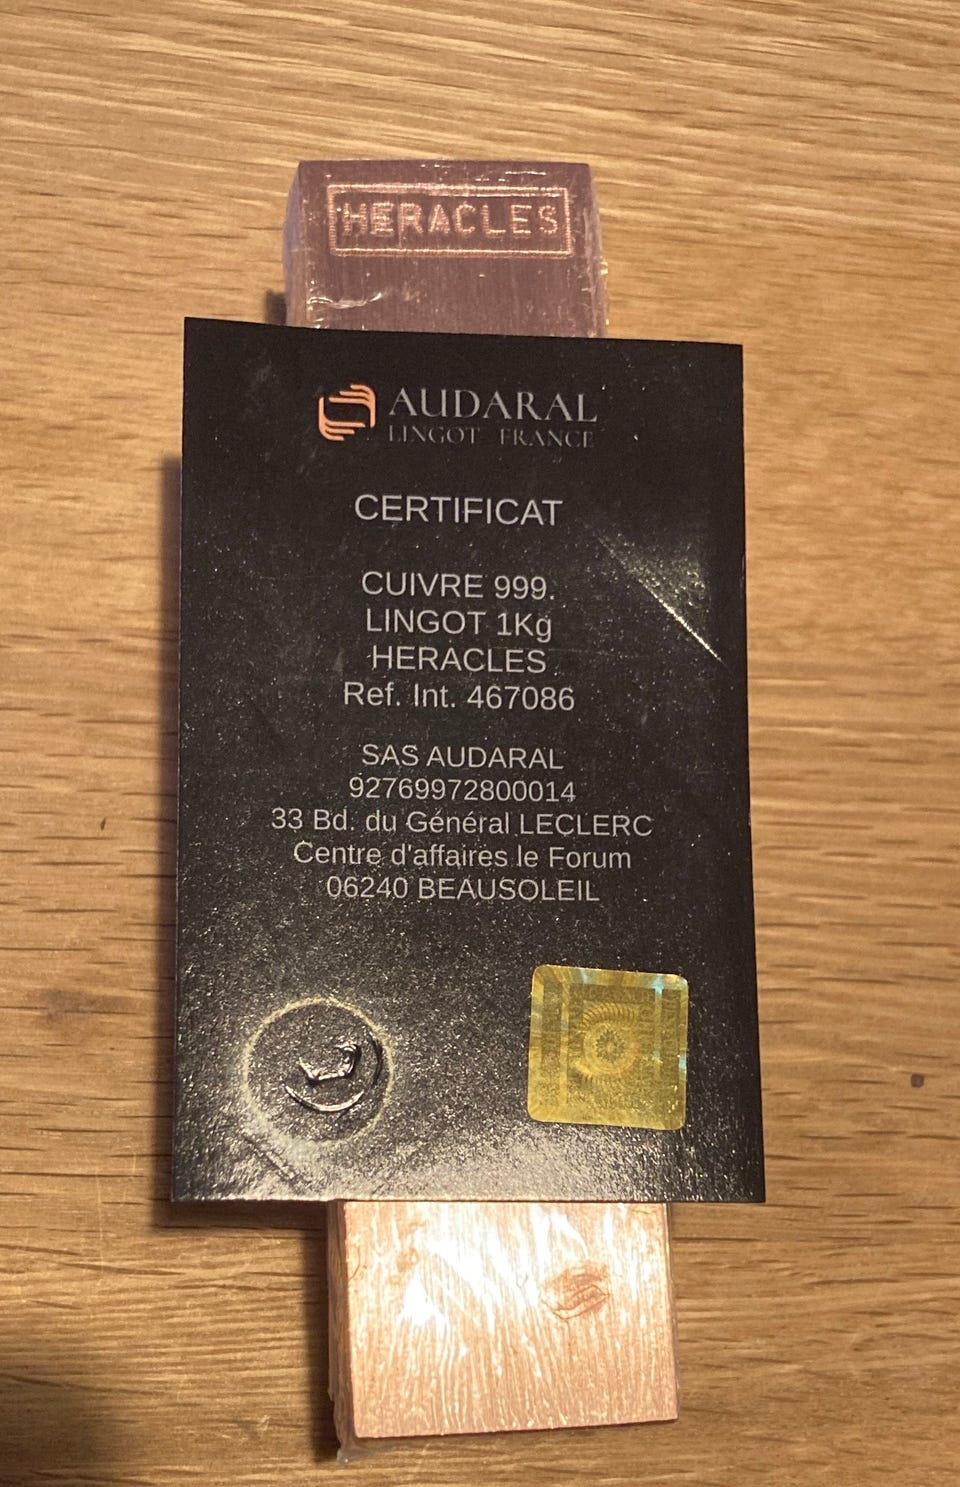 HERACLES
AUDARAL
LINGOT FRANCE
CERTIFICAT
CUIVRE 999.
LINGOT 1Kg
HERACLES
Ref. Int. 467086
SAS AUDARAL
92769972800014
33 Bd. du Général LECLERC
Centre d'affaires le Forum
06240 BEAUSOLEIL